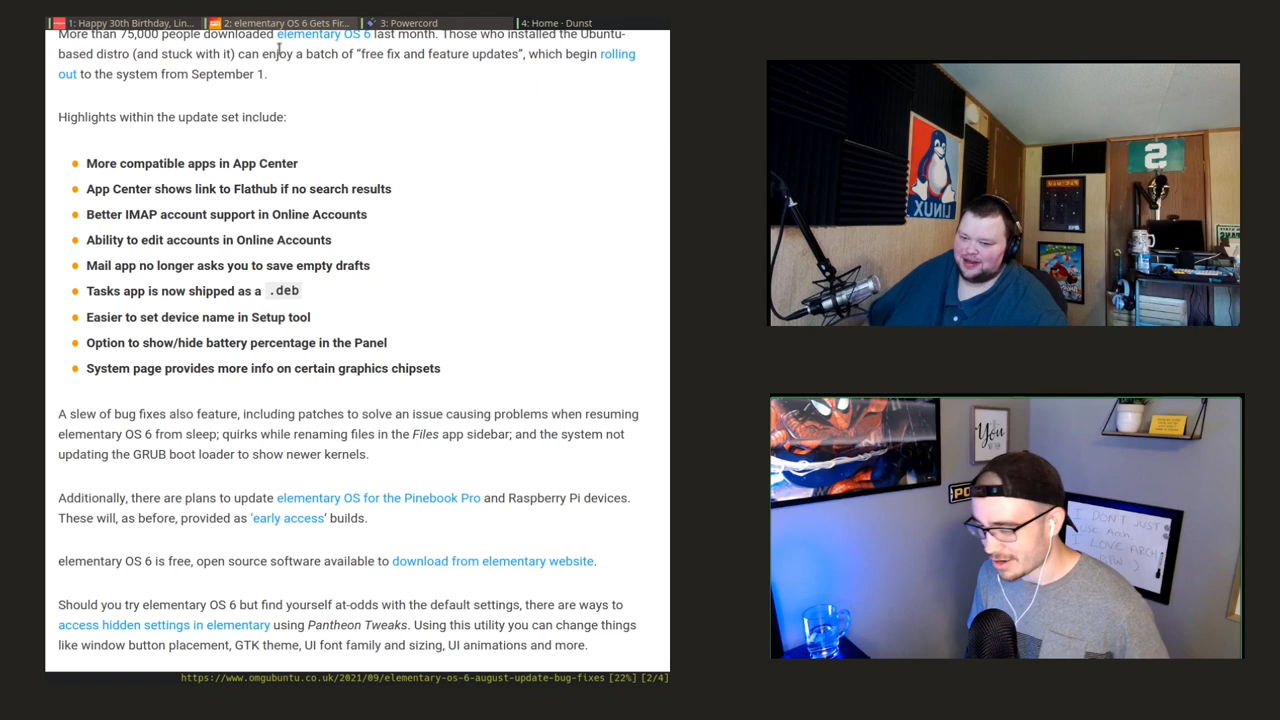 1: Happy 30th Birthday, Lin...
2: elementary OS 6 Gets Fir...
3: Powercord
4: Home · Dunst
More than 75,000 people downloaded elementary OS 6 last month. Those who installed the Ubuntu-
based distro (and stuck with it) can enjoy a batch of “free fix and feature updates”, which begin rolling
out to the system from September 1.
Highlights within the update set include:
More compatible apps in App Center
App Center shows link to Flathub if no search results
Better IMAP account support in Online Accounts
Ability to edit accounts in Online Accounts
Mail app no longer asks you to save empty drafts
Tasks app is now shipped as a .deb
Easier to set device name in Setup tool
Option to show/hide battery percentage in the Panel
System page provides more info on certain graphics chipsets
A slew of bug fixes also feature, including patches to solve an issue causing problems when resuming
elementary OS 6 from sleep; quirks while renaming files in the Files app sidebar; and the system not
updating the GRUB boot loader to show newer kernels.
Additionally, there are plans to update elementary OS for the Pinebook Pro and Raspberry Pi devices.
These will, as before, provided as ‘early access‘ builds.
elementary OS 6 is free, open source software available to download from elementary website.
Should you try elementary OS 6 but find yourself at-odds with the default settings, there are ways to
access hidden settings in elementary using Pantheon Tweaks. Using this utility you can change things
like window button placement, GTK theme, UI font family and sizing, UI animations and more.
https://www.omgubuntu.co.uk/2021/09/elementary-os-6-august-update-bug-fixes [22%] [2/4]
LINUX
S
You
I DON'T JUST
USE Arch
I LOVE ARCH